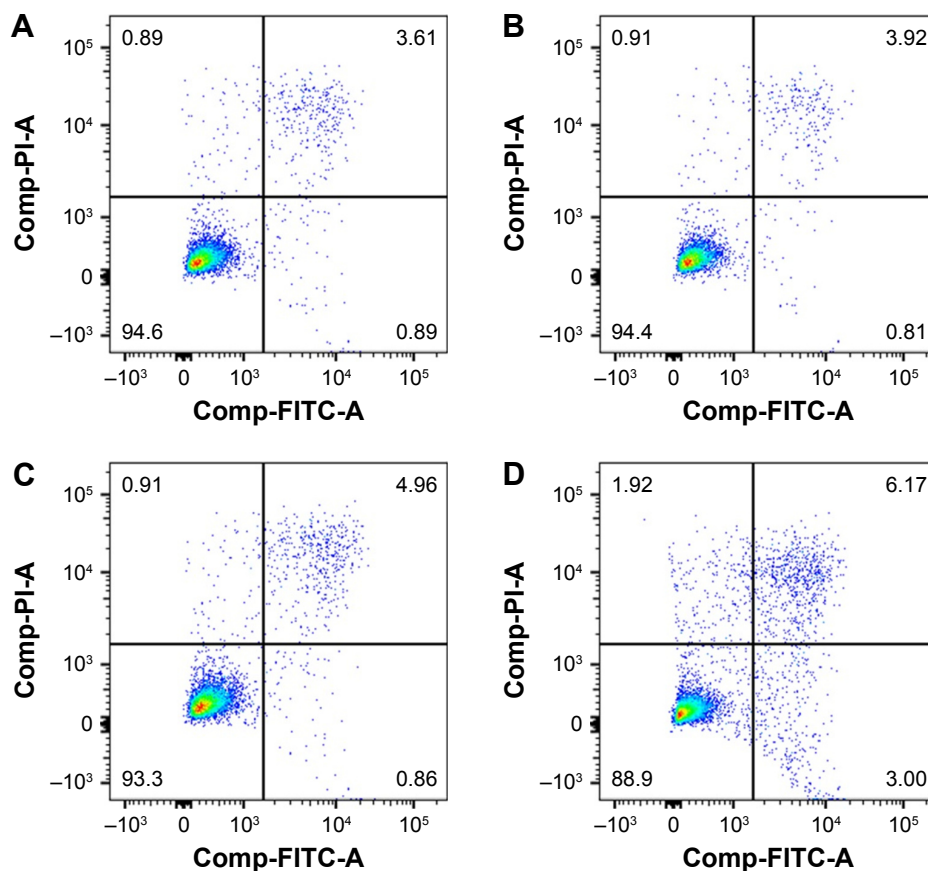 A
0.89 3.61
94.6 0.89
10⁵
10⁴
10³
0
–10³
Comp-PI-A
–10³ 0 10³ 10⁴ 10⁵
Comp-FITC-A
B
0.91 3.92
94.4 0.81
10⁵
10⁴
10³
0
–10³
Comp-PI-A
–10³ 0 10³ 10⁴ 10⁵
Comp-FITC-A
C
0.91 4.96
93.3 0.86
10⁵
10⁴
10³
0
–10³
Comp-PI-A
–10³ 0 10³ 10⁴ 10⁵
Comp-FITC-A
D
1.92 6.17
88.9 3.00
10⁵
10⁴
10³
0
–10³
Comp-PI-A
–10³ 0 10³ 10⁴ 10⁵
Comp-FITC-A